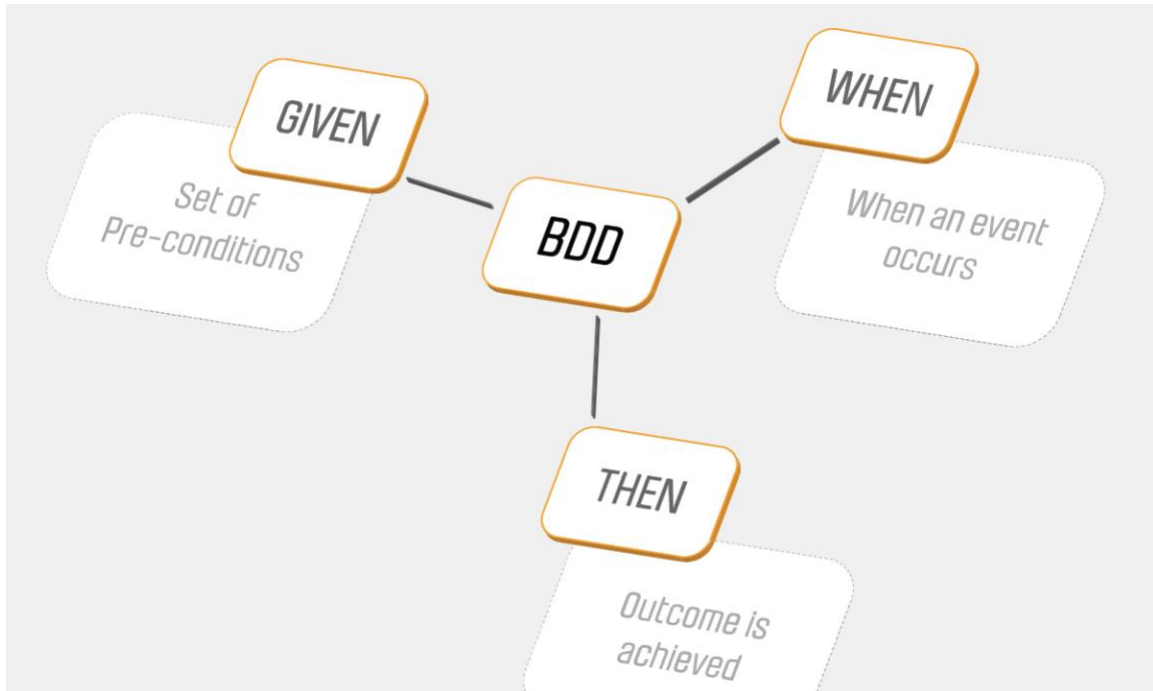 GIVEN
Set of
Pre-conditions
BDD
WHEN
When an event
occurs
THEN
Outcome is
achieved